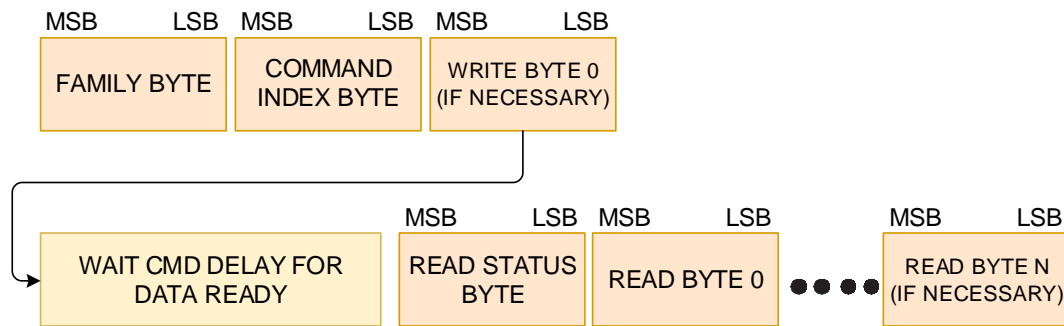 MSB LSB MSB LSB MSB LSB
FAMILY BYTE
COMMAND
INDEX BYTE
WRITE BYTE 0
(IF NECESSARY)
MSB LSB MSB LSB MSB LSB
WAIT CMD DELAY FOR
DATA READY
READ STATUS
BYTE
READ BYTE 0
READ BYTE N
(IF NECESSARY)